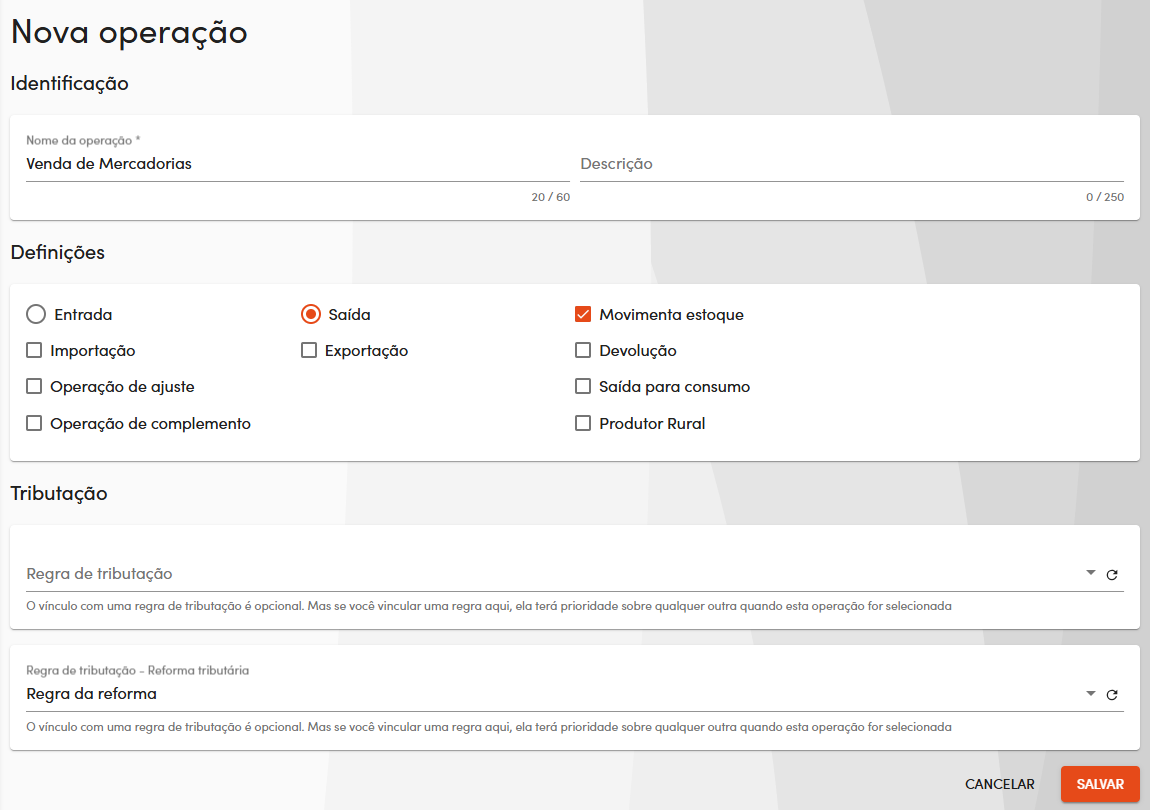 Nova operação
Identificação
Nome da operação *
Venda de Mercadorias
Descrição
20 / 60
0 / 250
Definições
Entrada
Saída
Movimenta estoque
Importação
Exportação
Devolução
Operação de ajuste
Saída para consumo
Operação de complemento
Produtor Rural
Tributação
Regra de tributação
O vínculo com uma regra de tributação é opcional. Mas se você vincular uma regra aqui, ela terá prioridade sobre qualquer outra quando esta operação for selecionada
Regra de tributação - Reforma tributária
Regra da reforma
O vínculo com uma regra de tributação é opcional. Mas se você vincular uma regra aqui, ela terá prioridade sobre qualquer outra quando esta operação for selecionada
CANCELAR
SALVAR